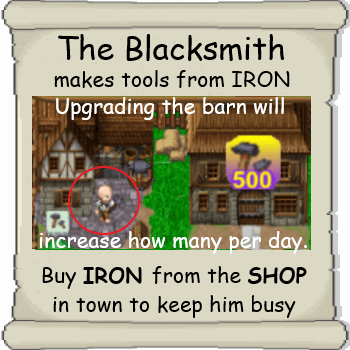 The Blacksmith
makes tools from IRON
Upgrading the barn will
500
increase how many per day.
Buy IRON from the SHOP
in town to keep him busy